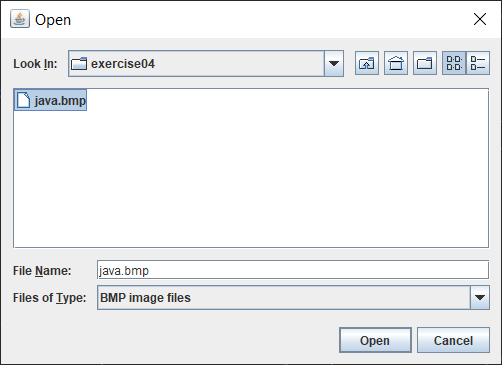 Open
Look In: exercise04
java.bmp
File Name: java.bmp
Files of Type: BMP image files
Open Cancel